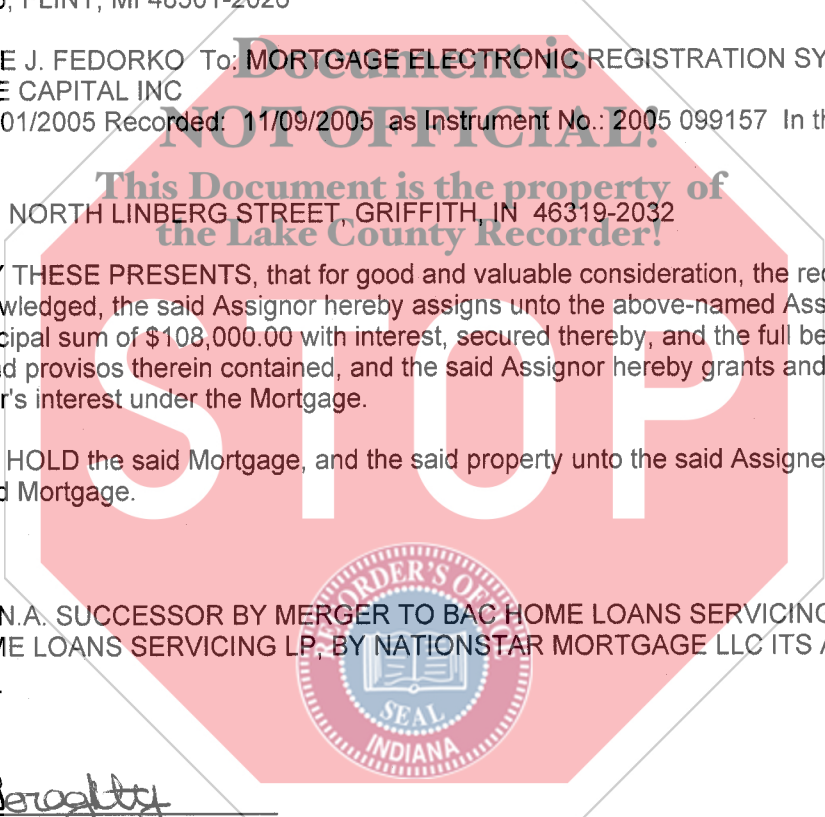 FLINT, MI 48501-2026
E J. FEDORKO To: MORTGAGE ELECTRONIC REGISTRATION SY
E CAPITAL INC
01/2005 Recorded: 11/09/2005 as Instrument No.: 2005 099157 In th
Document is
NOT OFFICIAL!
This Document is the property of
the Lake County Recorder!
NORTH LINBERG STREET, GRIFFITH, IN 46319-2032
THESE PRESENTS, that for good and valuable consideration, the rec
wledged, the said Assignor hereby assigns unto the above-named Ass
cipal sum of $108,000.00 with interest, secured thereby, and the full be
d provisos therein contained, and the said Assignor hereby grants and
r's interest under the Mortgage.
HOLD the said Mortgage, and the said property unto the said Assigne
d Mortgage.
STOP
N.A. SUCCESSOR BY MERGER TO BAC HOME LOANS SERVICING
ME LOANS SERVICING LP, BY NATIONSTAR MORTGAGE LLC ITS A
RECORDER'S OFFICE
SEAL
INDIANA